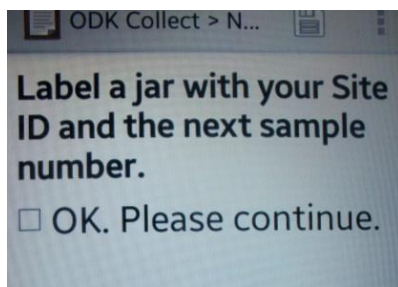 ODK Collect > N...
Label a jar with your Site
ID and the next sample
number.
OK. Please continue.